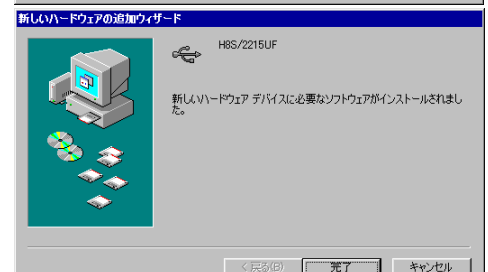 新しいハードウェアの追加ウィザード
H8S/2215UF
新しいハードウェア デバイスに必要なソフトウェアがインストールされまし
た。
< 戻る(B)
完了
キャンセル